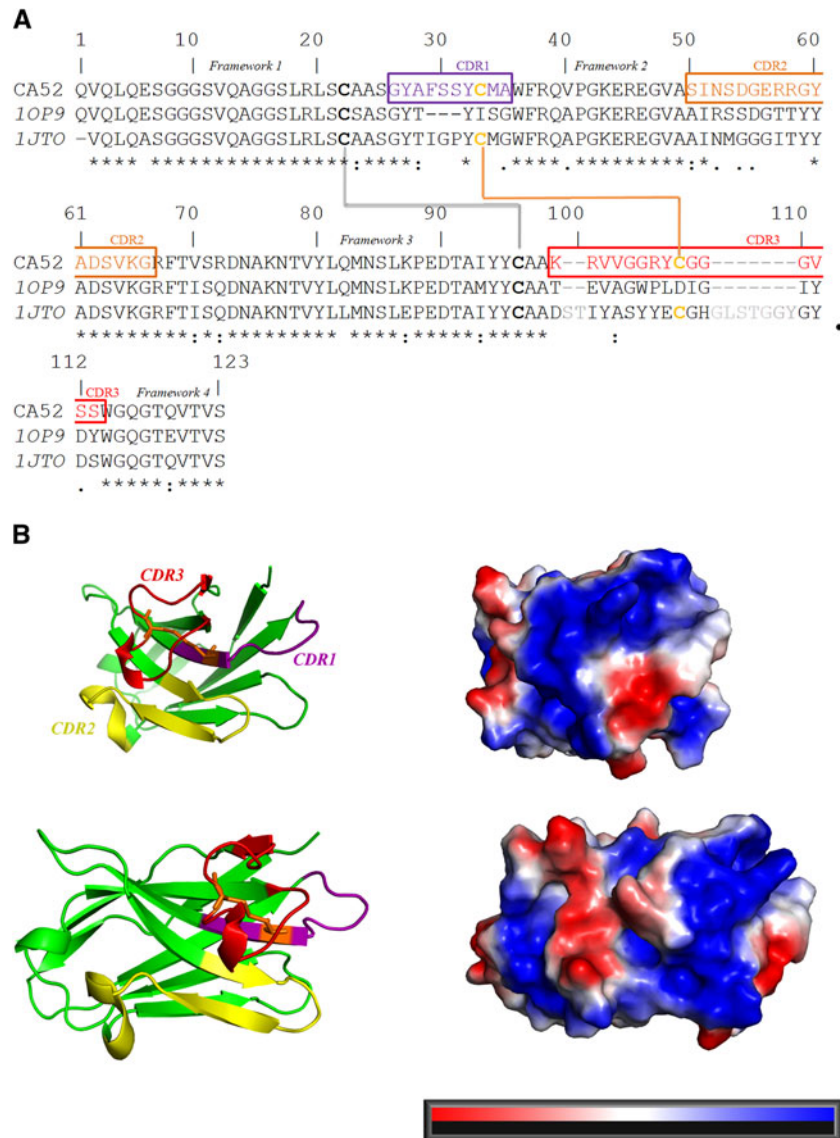 A
1 10 20 30 40 50 60
Framework 1 CDR1 Framework 2 CDR2
CA52 QVQLQESGGGSVQAGGSLRLSCAASGYAFSSYCMAWFRQVPGKEREGVASINSDGERRGY
1OP9 QVQLQESGGGSVQAGGSLRLSCSASGYT---YISGWFRQAPGKEREGVAAIRSSDGTTYY
1JTO -VQLQASGGGSVQAGGSLRLSCAASGYTIGPYCMGWFRQAPGKEREGVAAINMGGGITYY
**** ****************:****: * .**** *********:*. . .. *
61 70 80 90 100 110
CDR2 Framework 3 CDR3
CA52 ADSVKGRFTVSRDNAKNTVYLQMNSLKPEDTAIYYCAAK--RVVGGRYCGG-------GV
1OP9 ADSVKGRFTISRDNAKNTVYLQMNSLKPEDTAMYYCAAT--EVAGWPLDIG-------IY
1JTO ADSVKGRFTISQDNAKNTVYLLMNSLEPEDTAIYYCAADSTIYASYYECGHGLSTGGYGY
*********:*:********* ****:*****:***** :
112 123
CDR3 Framework 4
CA52 SSWGQGTQVTVS
1OP9 DYWGQGTEVTVS
1JTO DSWGQGTQVTVS
. *****:****
B
CDR3
CDR1
CDR2